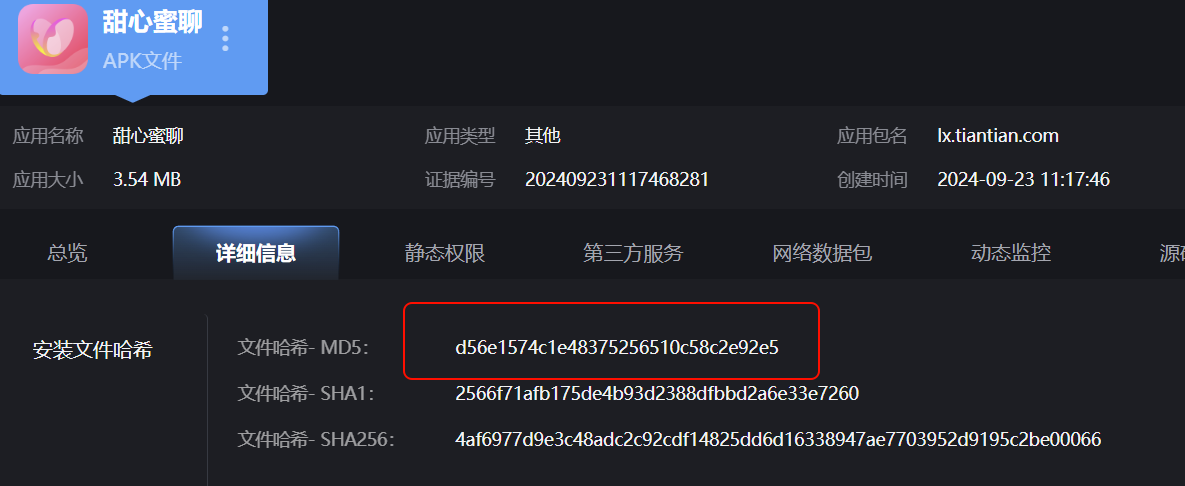 甜心蜜聊
APK文件
应用名称 甜心蜜聊 应用类型 其他 应用包名 lx.tiantian.com
应用大小 3.54 MB 证据编号 202409231117468281 创建时间 2024-09-23 11:17:46
总览 详细信息 静态权限 第三方服务 网络数据包 动态监控 源
安装文件哈希 文件哈希- MD5: d56e1574c1e48375256510c58c2e92e5
文件哈希- SHA1: 2566f71afb175de4b93d2388dfbbd2a6e33e7260
文件哈希- SHA256: 4af6977d9e3c48adc2c92cdf14825dd6d16338947ae7703952d9195c2be00066